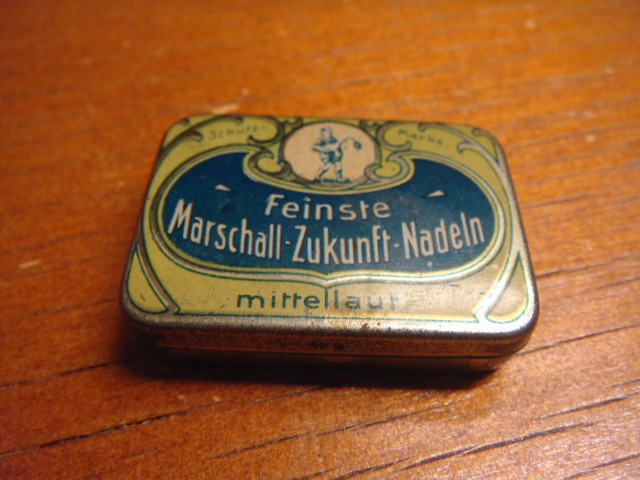 Schutz- Marke.
Feinste
Marschall-Zukunft-Nadeln
mittellaut